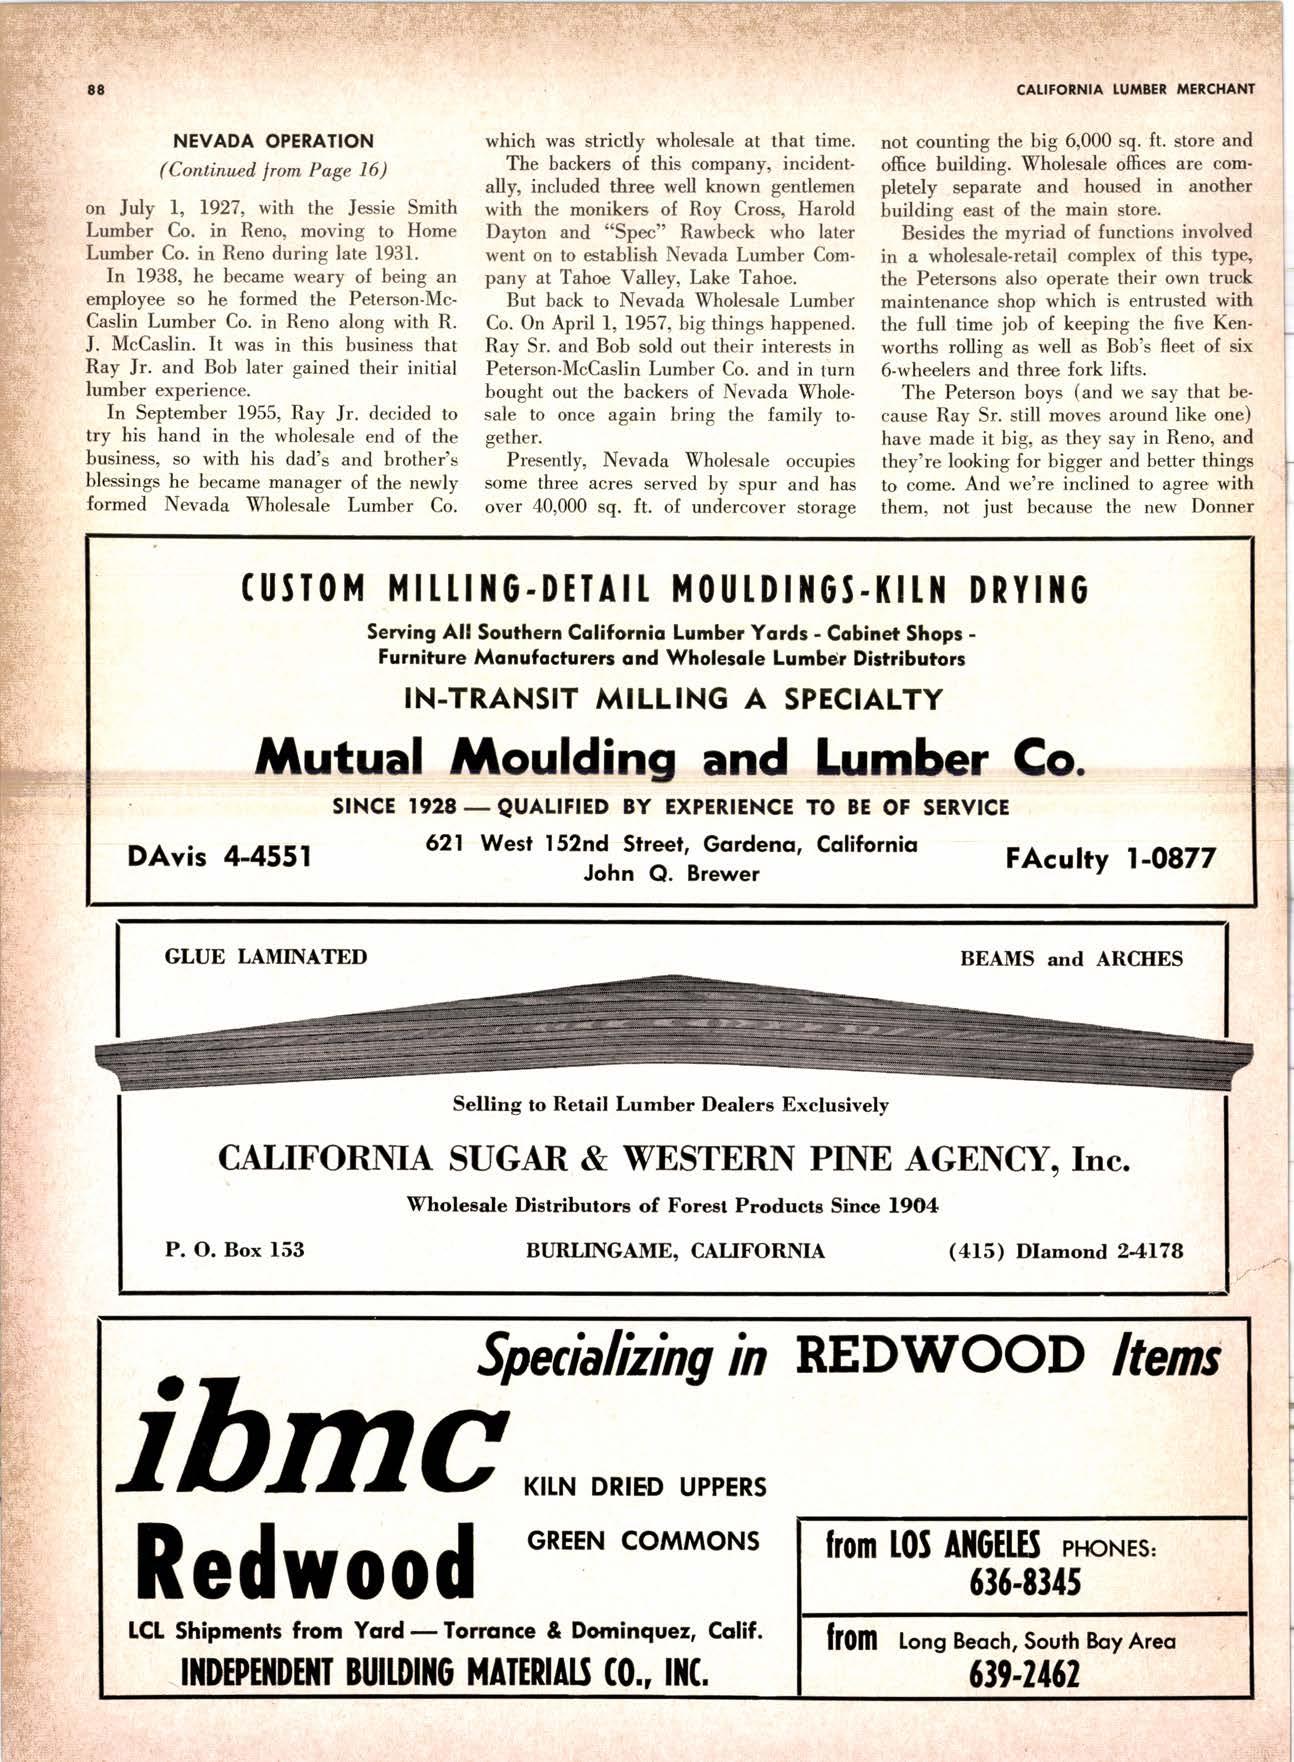 88
CALIFORNIA LUMBER MERCHANT
NEVADA OPERATION
(Continued from Page 16)
on July 1, 1927, with the Jessie Smith
Lumber Co. in Reno, moving to Home
Lumber Co. in Reno during late 1931.
In 1938, he became weary of being an
employee so he formed the Peterson-Mc-
Caslin Lumber Co. in Reno along with R.
J. McCaslin. It was in this business that
Ray Jr. and Bob later gained their initial
lumber experience.
In September 1955, Ray Jr. decided to
try his hand in the wholesale end of the
business, so with his dad's and brother's
blessings he became manager of the newly
formed Nevada Wholesale Lumber Co.
which was strictly wholesale at that time.
The backers of this company, incident-
ally, included three well known gentlemen
with the monikers of Roy Cross, Harold
Dayton and "Spec" Rawbeck who later
went on to establish Nevada Lumber Com-
pany at Tahoe Valley, Lake Tahoe.
But back to Nevada Wholesale Lumber
Co. On April 1, 1957, big things happened.
Ray Sr. and Bob sold out their interests in
Peterson-McCaslin Lumber Co. and in turn
bought out the backers of Nevada Whole-
sale to once again bring the family to-
gether.
Presently, Nevada Wholesale occupies
some three acres served by spur and has
over 40,000 sq. ft. of undercover storage
not counting the big 6,000 sq. ft. store and
office building. Wholesale offices are com-
pletely separate and housed in another
building east of the main store.
Besides the myriad of functions involved
in a wholesale-retail complex of this type,
the Petersons also operate their own truck
maintenance shop which is entrusted with
the full time job of keeping the five Ken-
worths rolling as well as Bob's fleet of six
6-wheelers and three fork lifts.
The Peterson boys (and we say that be-
cause Ray Sr. still moves around like one)
have made it big, as they say in Reno, and
they're looking for bigger and better things
to come. And we're inclined to agree with
them, not just because the new Donner
CUSTOM MILLING-DETAIL MOULDINGS-KILN DRYING
Serving All Southern California Lumber Yards - Cabinet Shops -
Furniture Manufacturers and Wholesale Lumber Distributors
IN-TRANSIT MILLING A SPECIALTY
Mutual Moulding and Lumber Co.
SINCE 1928 — QUALIFIED BY EXPERIENCE TO BE OF SERVICE
DAvis 4-4551
621 West 152nd Street, Gardena, California
John Q. Brewer
FAculty 1-0877
GLUE LAMINATED
BEAMS and ARCHES
Selling to Retail Lumber Dealers Exclusively
CALIFORNIA SUGAR & WESTERN PINE AGENCY, Inc.
Wholesale Distributors of Forest Products Since 1904
P. O. Box 153
BURLINGAME, CALIFORNIA
(415) DIamond 2-4178
Specializing in REDWOOD Items
ibmc
KILN DRIED UPPERS
Redwood
GREEN COMMONS
LCL Shipments from Yard — Torrance & Dominquez, Calif.
INDEPENDENT BUILDING MATERIALS CO., INC.
from LOS ANGELES PHONES:
636-8345
from Long Beach, South Bay Area
639-2462